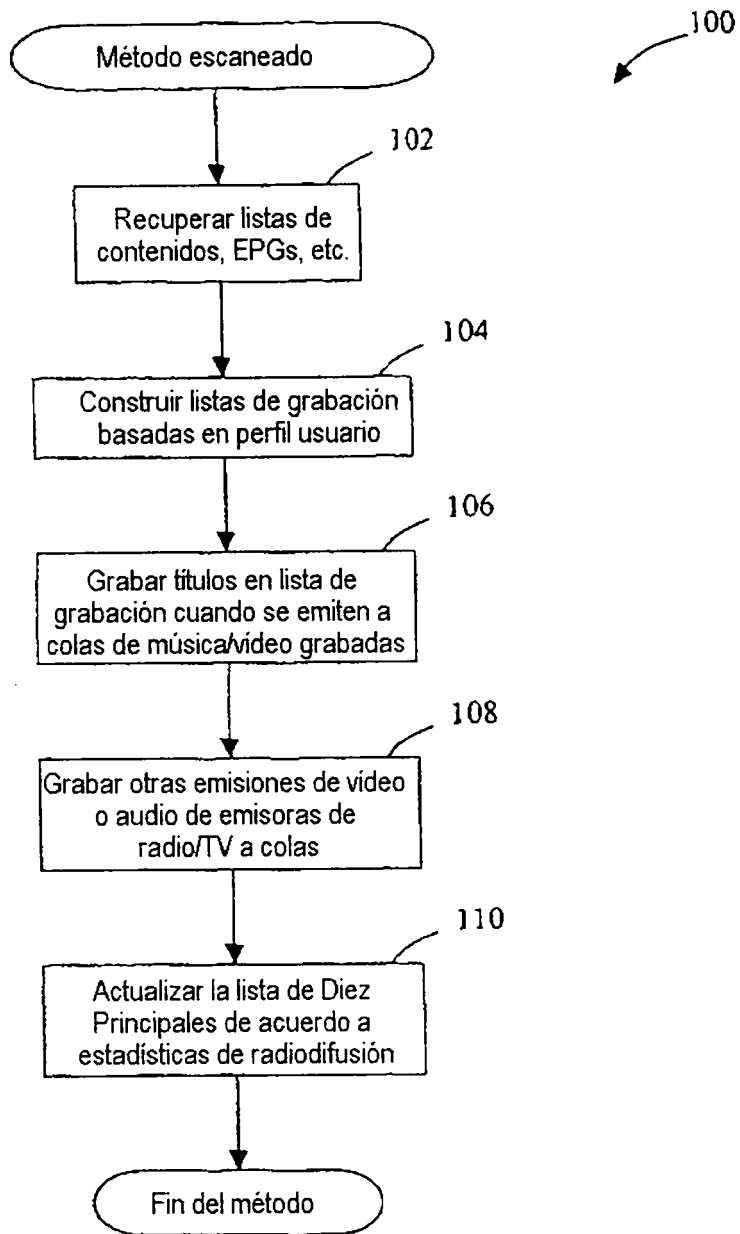 100
Método escaneado
102
Recuperar listas de
contenidos, EPGs, etc.
104
Construir listas de grabación
basadas en perfil usuario
106
Grabar títulos en lista de
grabación cuando se emiten a
colas de música/vídeo grabadas
108
Grabar otras emisiones de vídeo
o audio de emisoras de
radio/TV a colas
110
Actualizar la lista de Diez
Principales de acuerdo a
estadísticas de radiodifusión
Fin del método